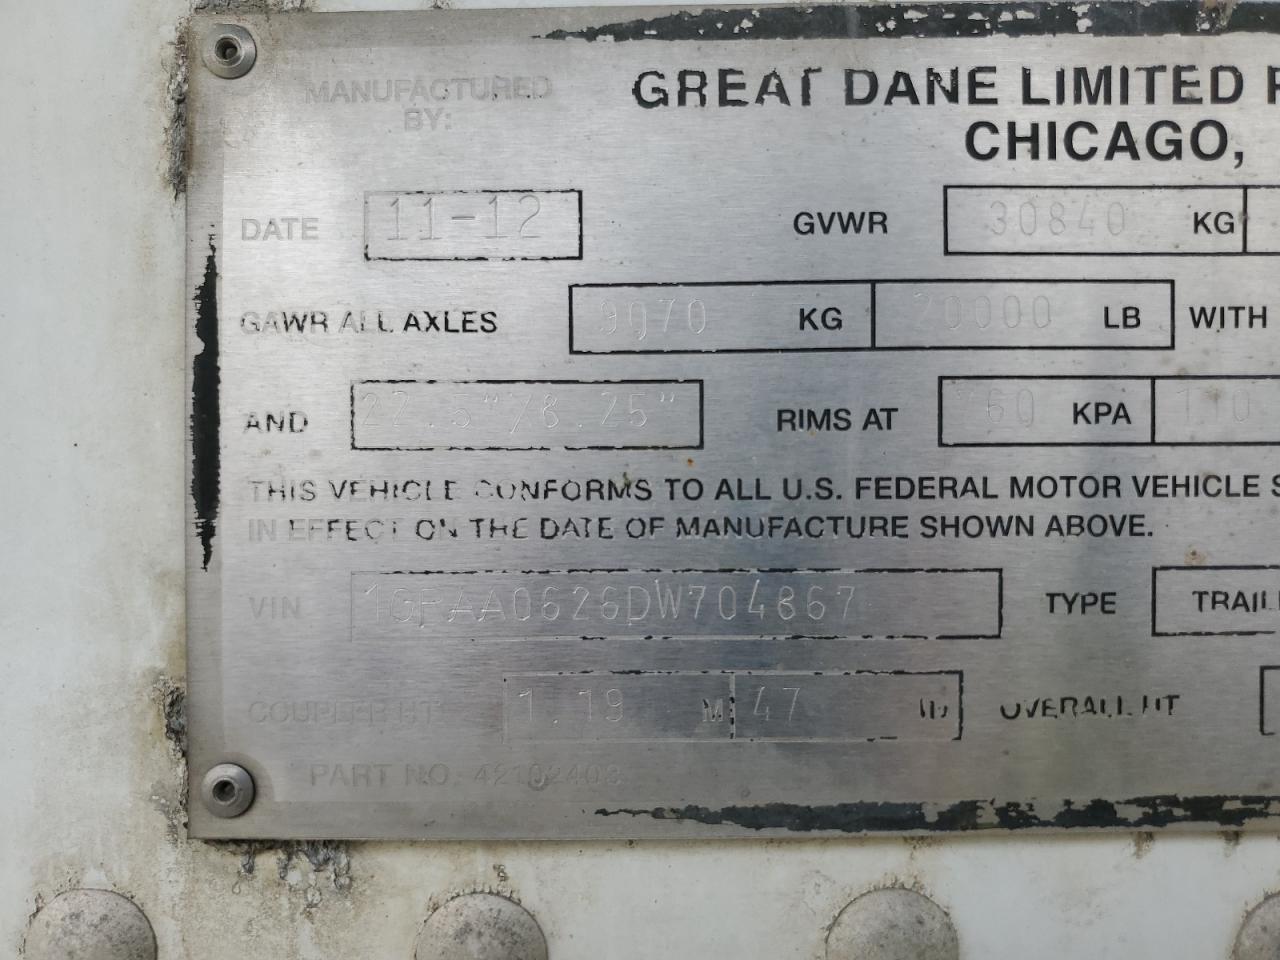 MANUFACTURED BY:
GREAT DANE LIMITED P
CHICAGO,
DATE 11-12 GVWR 30840 KG
GAWR ALL AXLES 9070 KG 20000 LB WITH
AND 22.5"/8.25" RIMS AT 760 KPA 110
THIS VEHICLE CONFORMS TO ALL U.S. FEDERAL MOTOR VEHICLE S
IN EFFECT ON THE DATE OF MANUFACTURE SHOWN ABOVE.
VIN 1GRAA0626DW704867 TYPE TRAILE
COUPLER HT 1.19 M 47 IN OVERALL HT
PART NO. 42102403